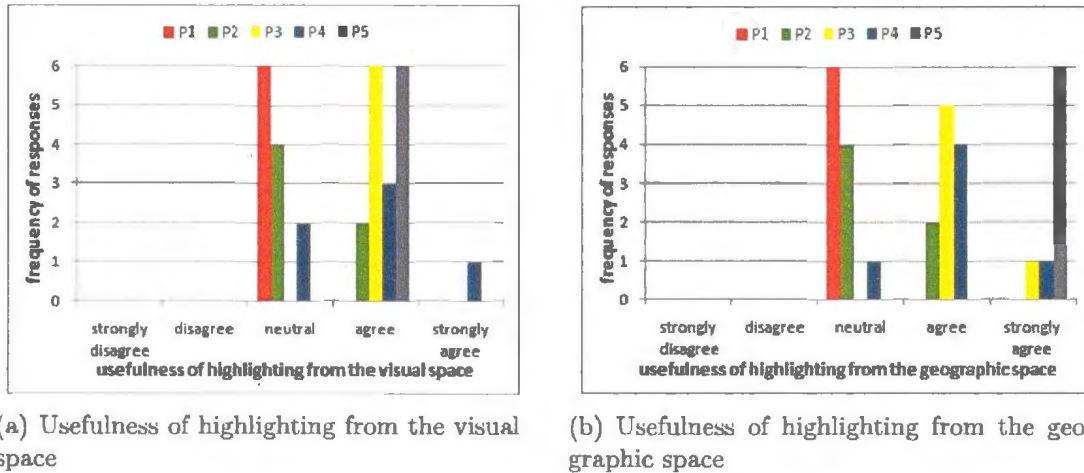 P1 P2 P3 P4 P5
6
5
4
3
2
1
0
frequency of responses
strongly disagree neutral agree strongly
disagree agree
usefulness of highlighting from the visual space
(a) Usefulness of highlighting from the visual
space
P1 P2 P3 P4 P5
6
5
4
3
2
1
0
frequency of responses
strongly disagree neutral agree strongly
disagree agree
usefulness of highlighting from the geographic space
(b) Usefulness of highlighting from the geo
graphic space